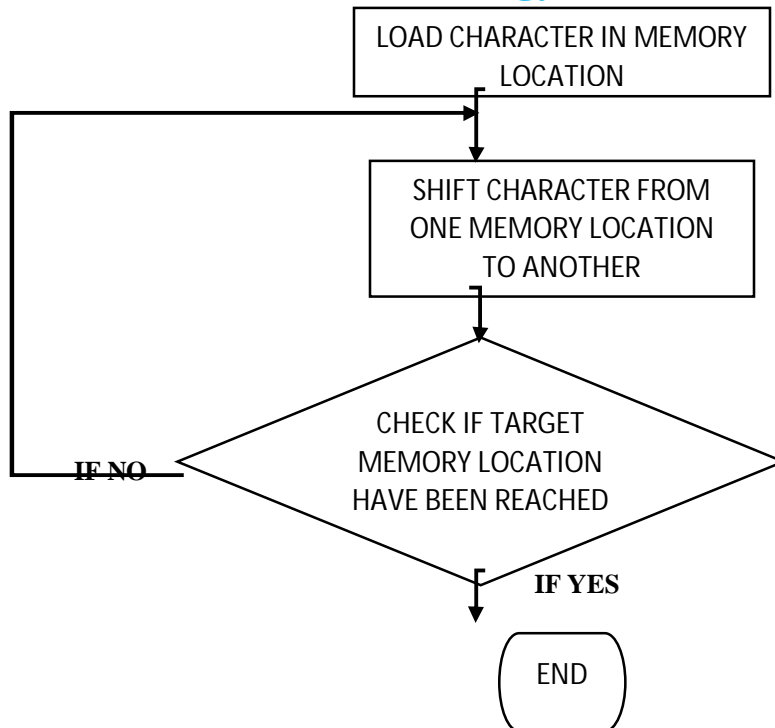 LOAD CHARACTER IN MEMORY
LOCATION
SHIFT CHARACTER FROM
ONE MEMORY LOCATION
TO ANOTHER
CHECK IF TARGET
MEMORY LOCATION
HAVE BEEN REACHED
IF NO
IF YES
END